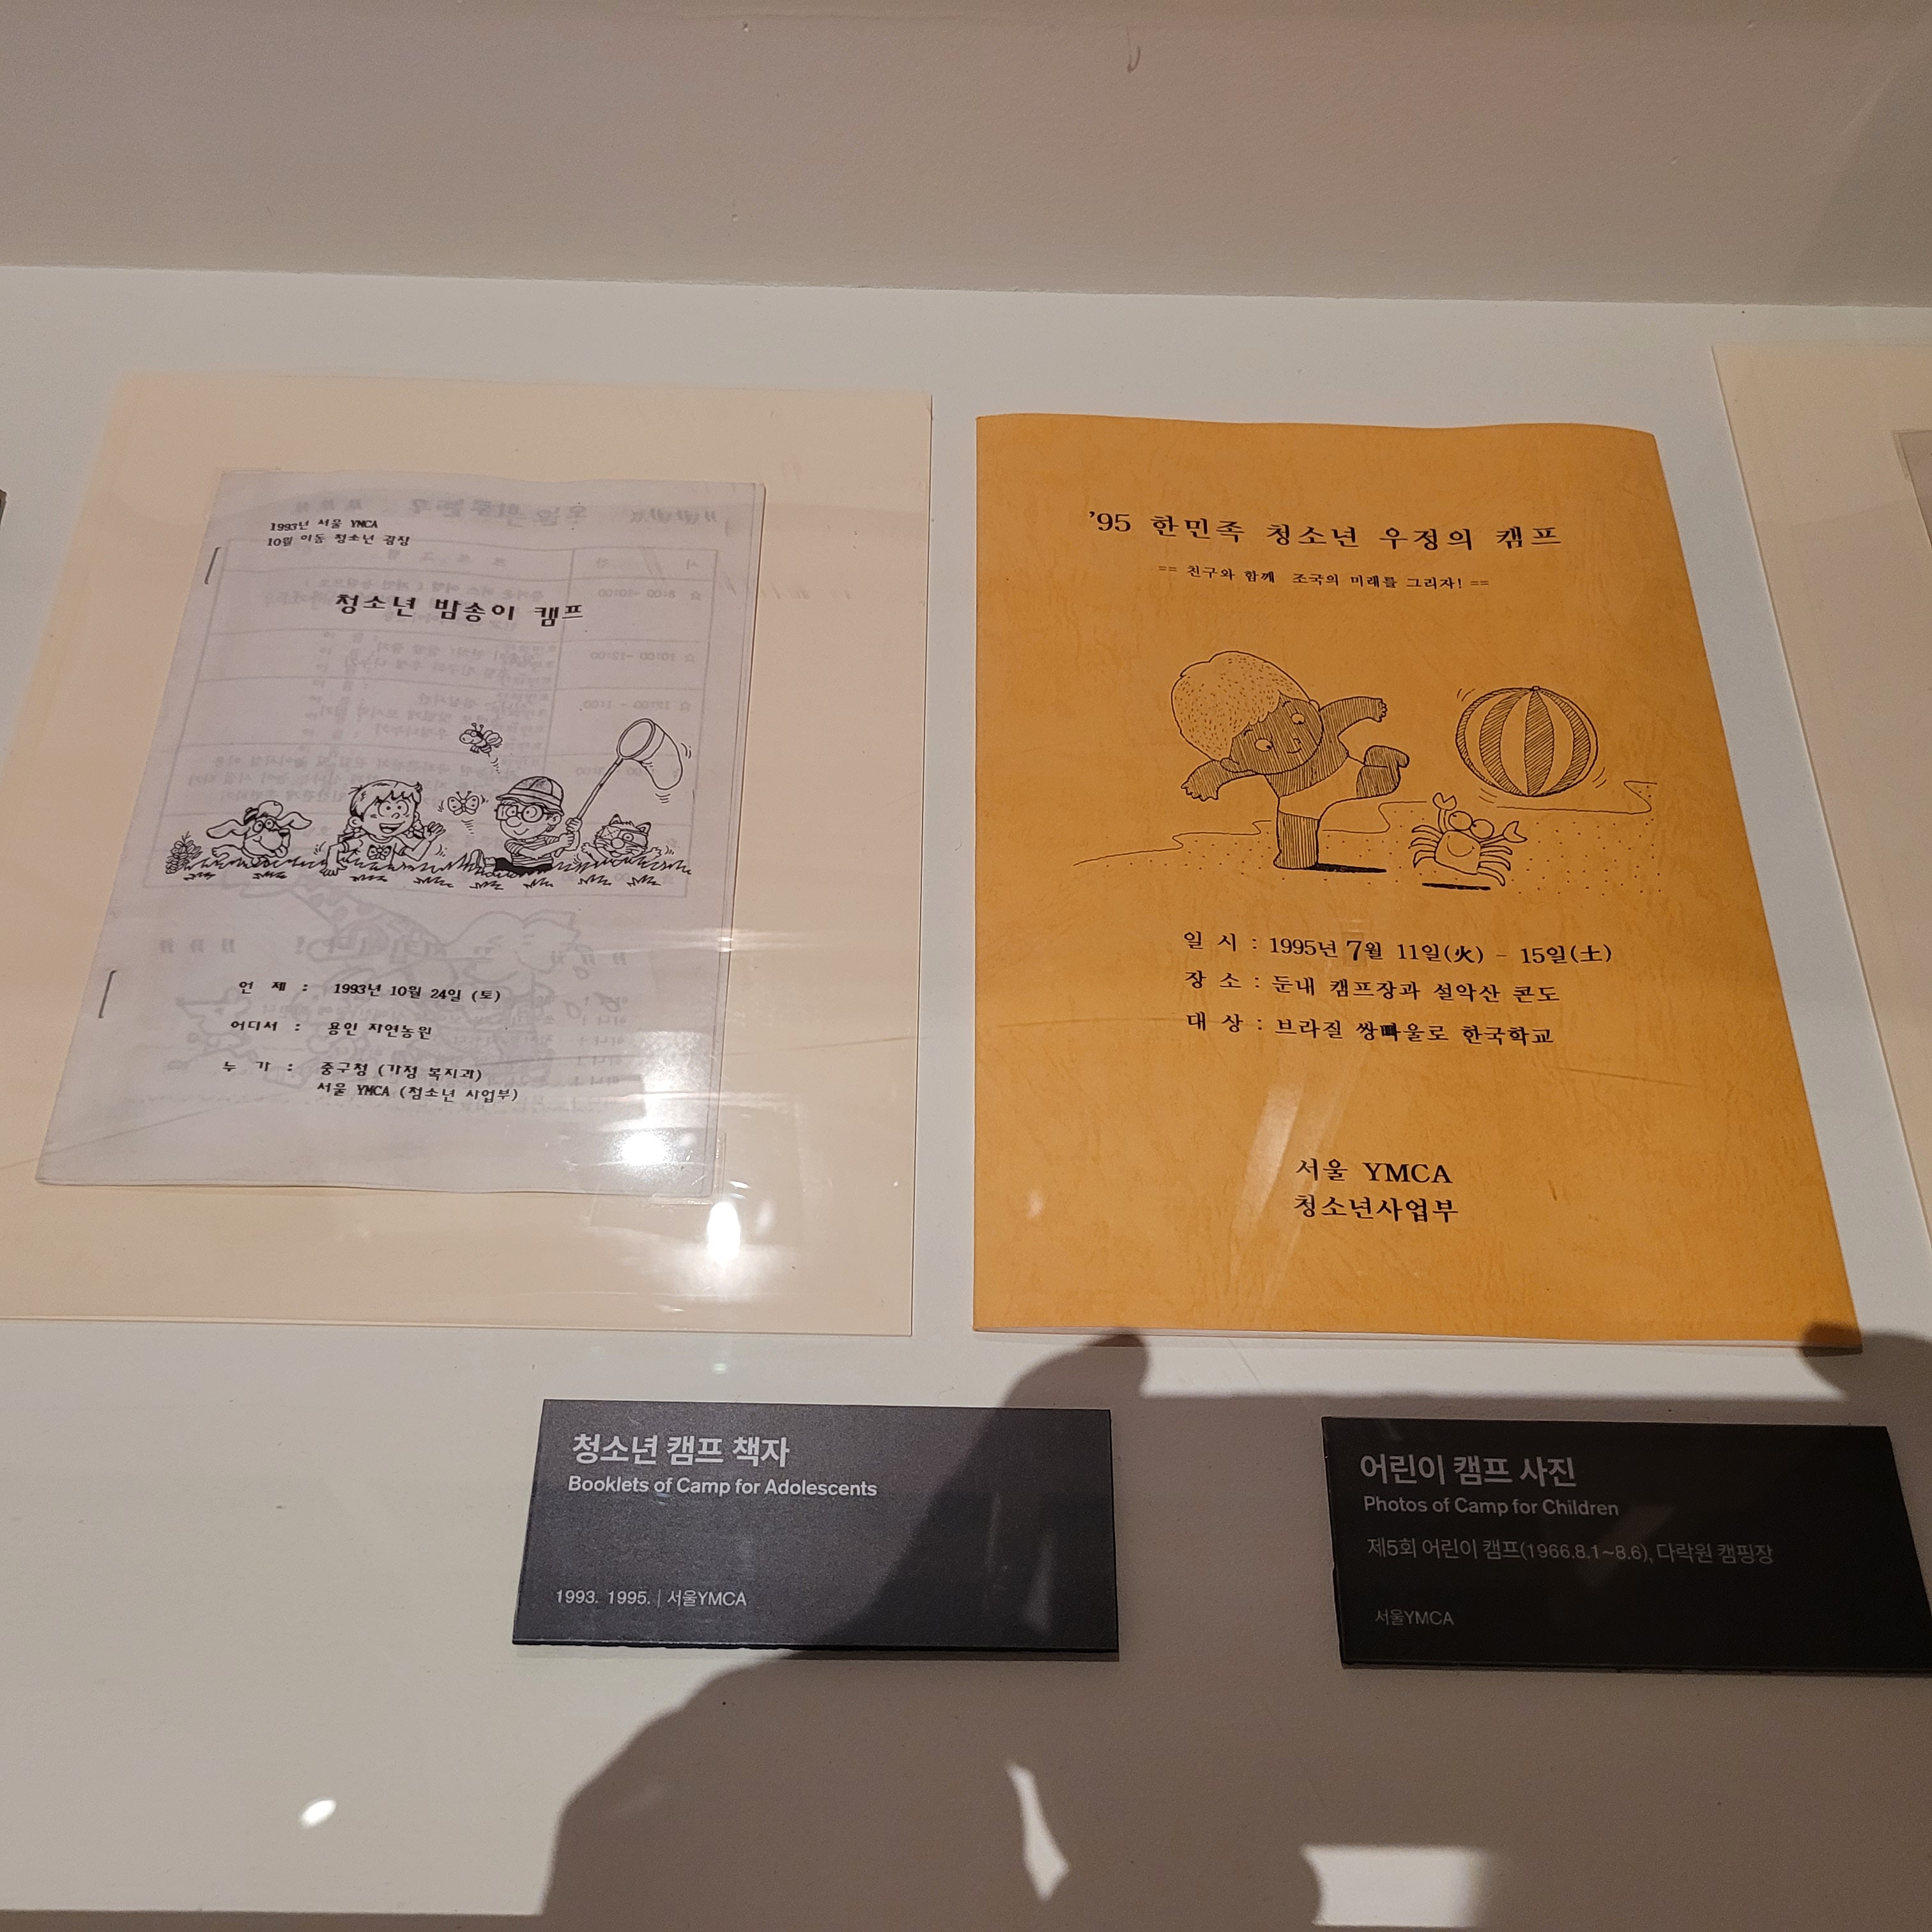 1993년 서울 YMCA
10월 이동 청소년 광장
청소년 밤송이 캠프
언 제 : 1993년 10월 24일 (토)
어디서 : 용인 자연농원
누 가 : 중구청 (가정 복지과)
서울 YMCA (청소년 사업부)
'95 한민족 청소년 우정의 캠프
== 친구와 함께 조국의 미래를 그리자! ==
일 시 : 1995년 7월 11일(火) - 15일(土)
장 소 : 둔내 캠프장과 설악산 콘도
대 상 : 브라질 쌍빠울로 한국학교
서울 YMCA
청소년사업부
청소년 캠프 책자
Booklets of Camp for Adolescents
1993. 1995. | 서울YMCA
어린이 캠프 사진
Photos of Camp for Children
제5회 어린이 캠프(1966.8.1~8.6), 다락원 캠핑장
서울YMCA